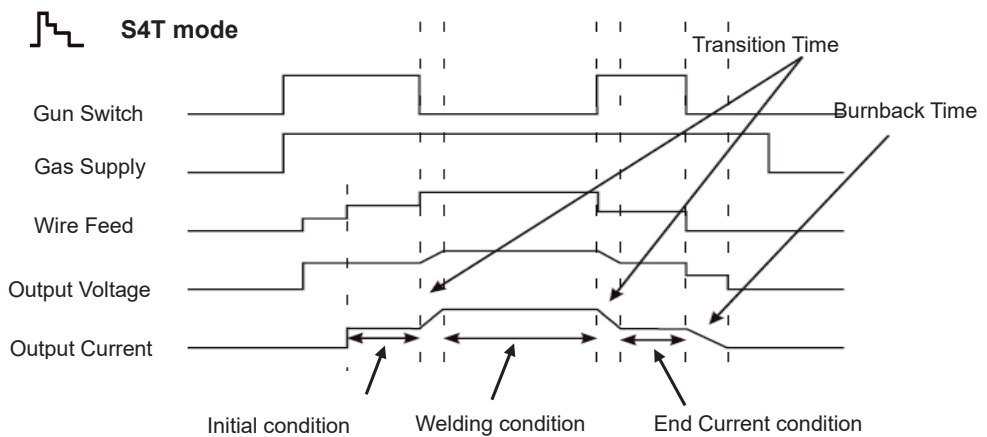 S4T mode
Transition Time
Gun Switch
Burnback Time
Gas Supply
Wire Feed
Output Voltage
Output Current
Initial condition
Welding condition
End Current condition